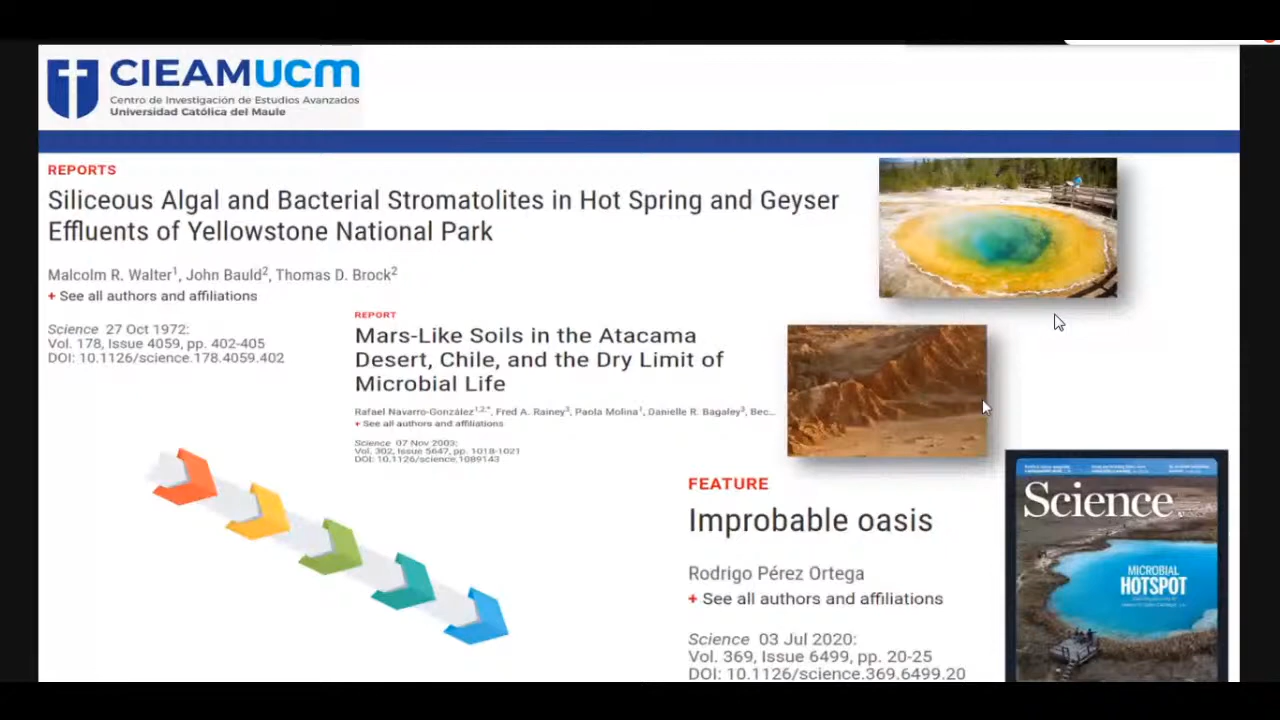 CIEAMUCM
Centro de Investigación de Estudios Avanzados
Universidad Católica del Maule
REPORTS
Siliceous Algal and Bacterial Stromatolites in Hot Spring and Geyser
Effluents of Yellowstone National Park
Malcolm R. Walter1, John Bauld2, Thomas D. Brock2
+ See all authors and affiliations
Science 27 Oct 1972:
Vol. 178, Issue 4059, pp. 402-405
DOI: 10.1126/science.178.4059.402
REPORT
Mars-Like Soils in the Atacama
Desert, Chile, and the Dry Limit of
Microbial Life
Rafael Navarro-González1,2,*, Fred A. Rainey3, Paola Molina1, Danielle R. Bagaley3, Bec...
+ See all authors and affiliations
Science 07 Nov 2003:
Vol. 302, Issue 5647, pp. 1018-1021
DOI: 10.1126/science.1089143
FEATURE
Improbable oasis
Rodrigo Pérez Ortega
+ See all authors and affiliations
Science 03 Jul 2020:
Vol. 369, Issue 6499, pp. 20-25
DOI: 10.1126/science.369.6499.20
Science
MICROBIAL
HOTSPOT